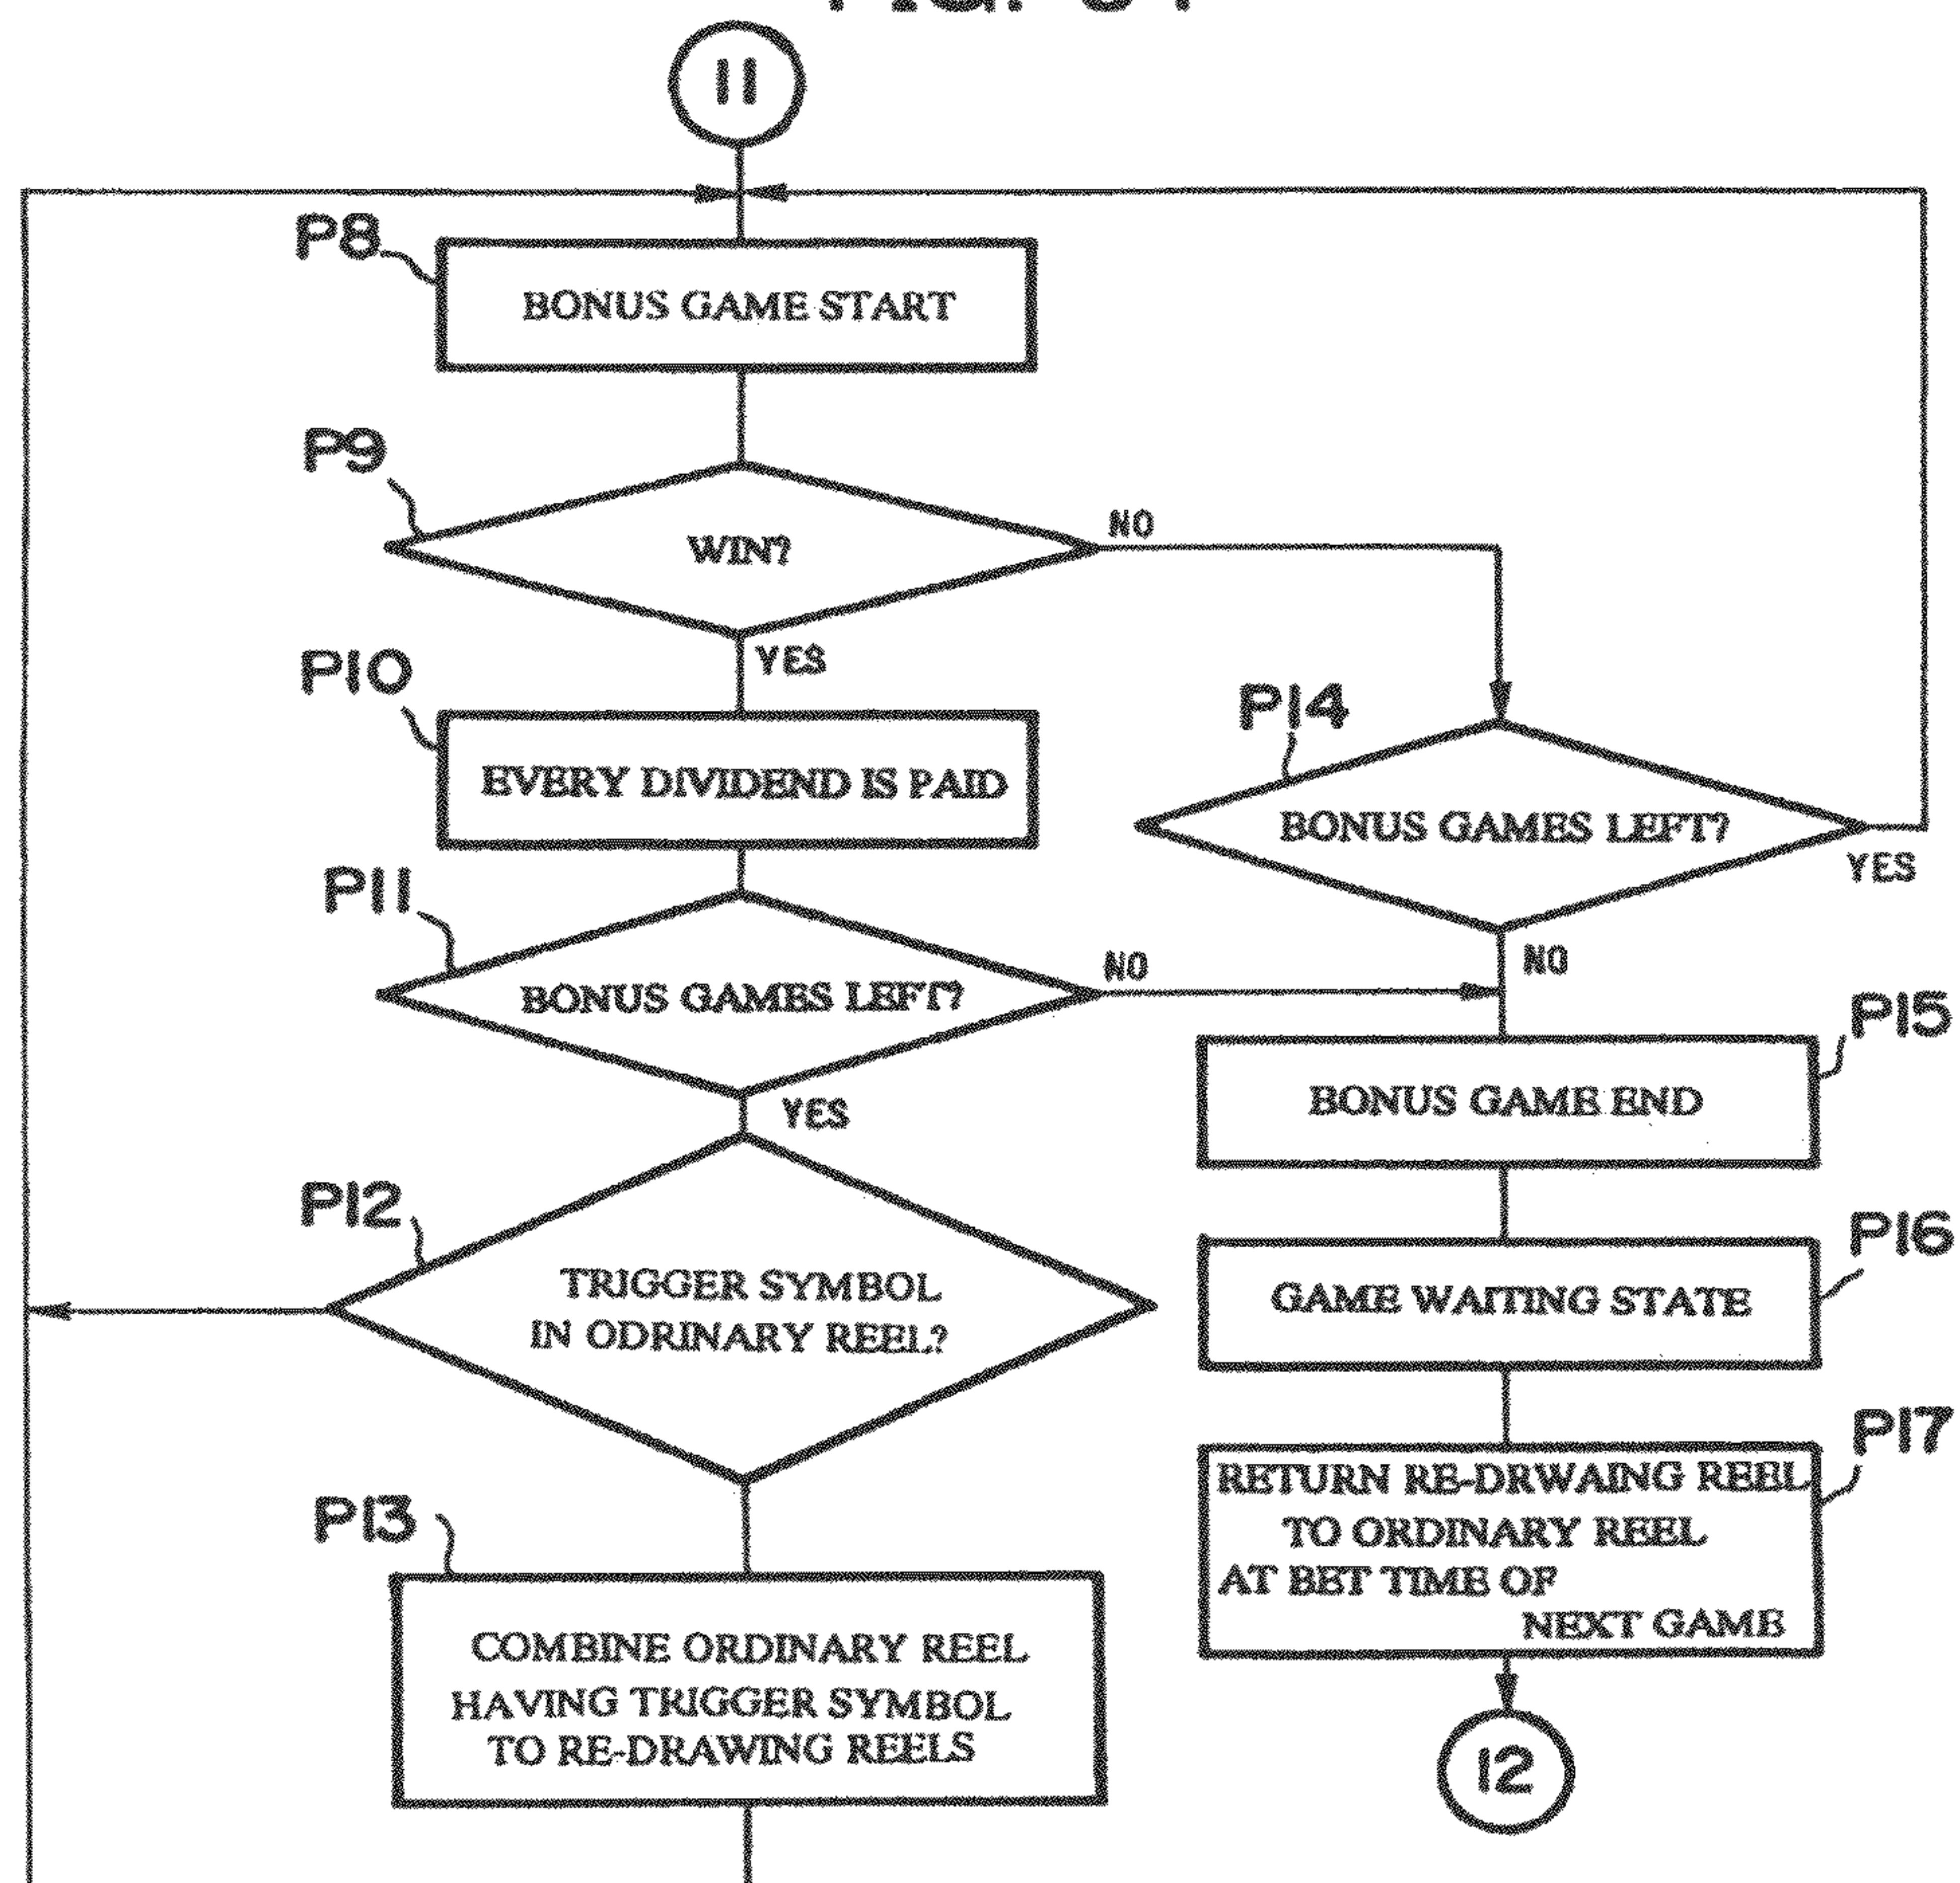 11
P8
BONUS GAME START
P9
WIN?
NO
YES
P10
EVERY DIVIDEND IS PAID
P14
BONUS GAMES LEFT?
YES
NO
P11
BONUS GAMES LEFT?
NO
YES
P15
BONUS GAME END
P12
TRIGGER SYMBOL
IN ODRINARY REEL?
P16
GAME WAITING STATE
P17
RETURN RE-DRWAING REEL
TO ORDINARY REEL
AT BET TIME OF
NEXT GAME
P13
COMBINE ORDINARY REEL
HAVING TRIGGER SYMBOL
TO RE-DRAWING REELS
12